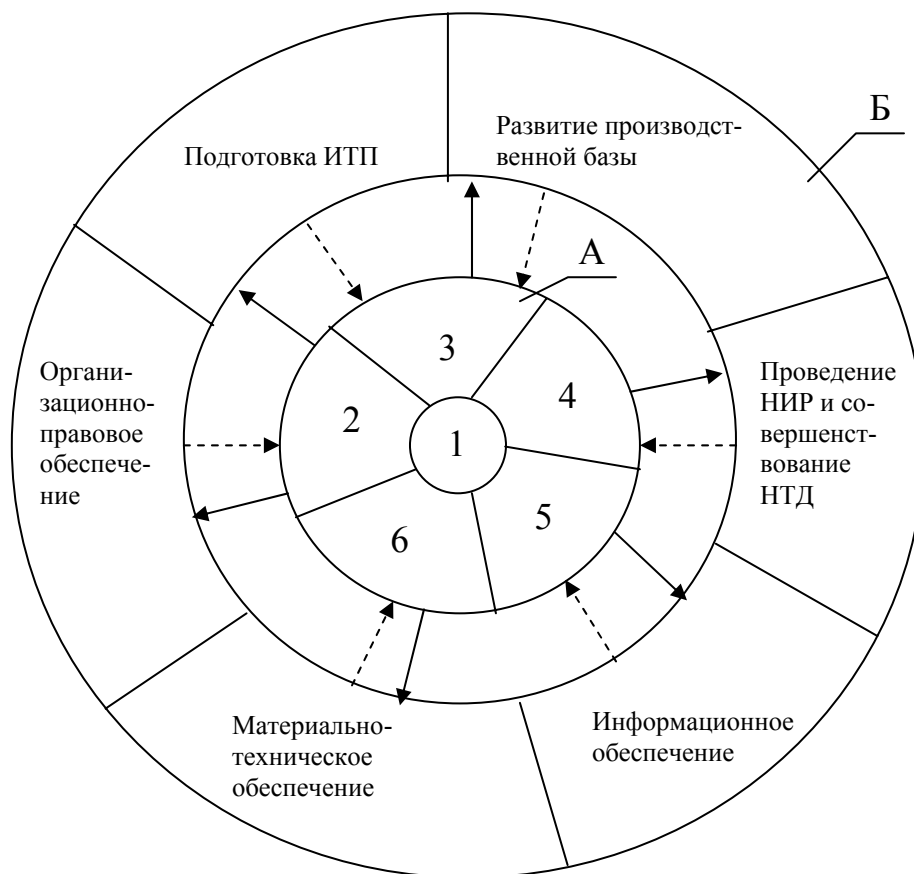 Б
Развитие производст-
венной базы
Подготовка ИТП
А
3
4
2
1
5
6
Органи-
зационно-
правовое
обеспече-
ние
Проведение
НИР и со-
вершенст-
вование
НТД
Материально-
техническое
обеспечение
Информационное
обеспечение